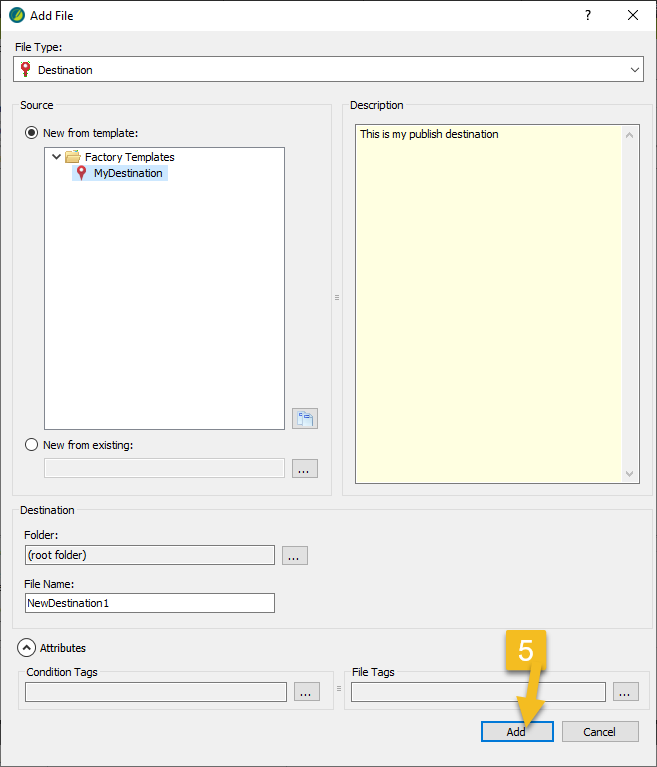 Add File
?
File Type:
Destination
Source
New from template:
Factory Templates
MyDestination
New from existing:
...
Description
This is my publish destination
Destination
Folder:
(root folder)
...
File Name:
NewDestination1
Attributes
Condition Tags
...
File Tags
...
5
Add
Cancel